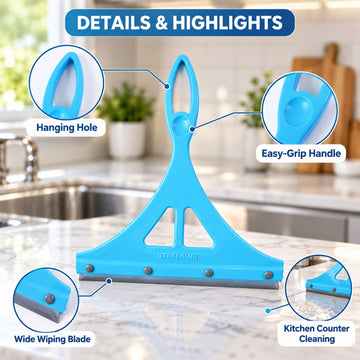 DETAILS & HIGHLIGHTS
Hanging Hole
Easy-Grip Handle
STEELKING
Wide Wiping Blade
Kitchen Counter
Cleaning